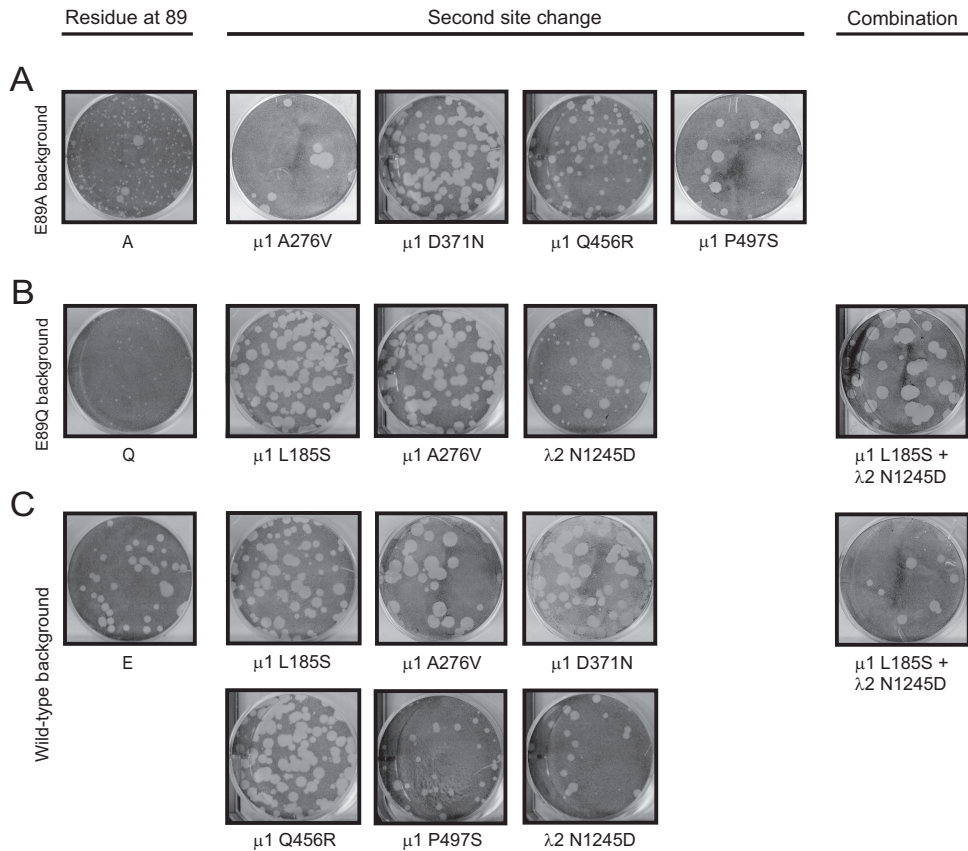 Residue at 89
Second site change
Combination
A
E89A background
A
μ1 A276V
μ1 D371N
μ1 Q456R
μ1 P497S
B
E89Q background
Q
μ1 L185S
μ1 A276V
λ2 N1245D
μ1 L185S +
λ2 N1245D
C
Wild-type background
E
μ1 L185S
μ1 A276V
μ1 D371N
μ1 L185S +
λ2 N1245D
μ1 Q456R
μ1 P497S
λ2 N1245D